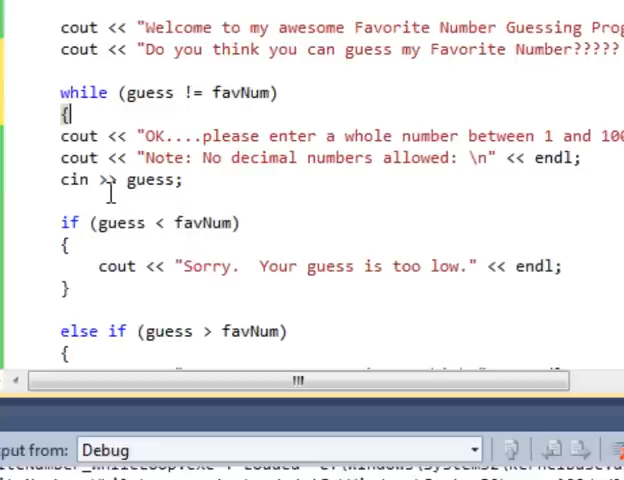 cout << "Welcome to my awesome Favorite Number Guessing Prog
cout << "Do you think you can guess my Favorite Number?????
while (guess != favNum)
{
cout << "OK....please enter a whole number between 1 and 100
cout << "Note: No decimal numbers allowed: \n" << endl;
cin >> guess;
if (guess < favNum)
{
cout << "Sorry.  Your guess is too low." << endl;
}
else if (guess > favNum)
{
put from: Debug